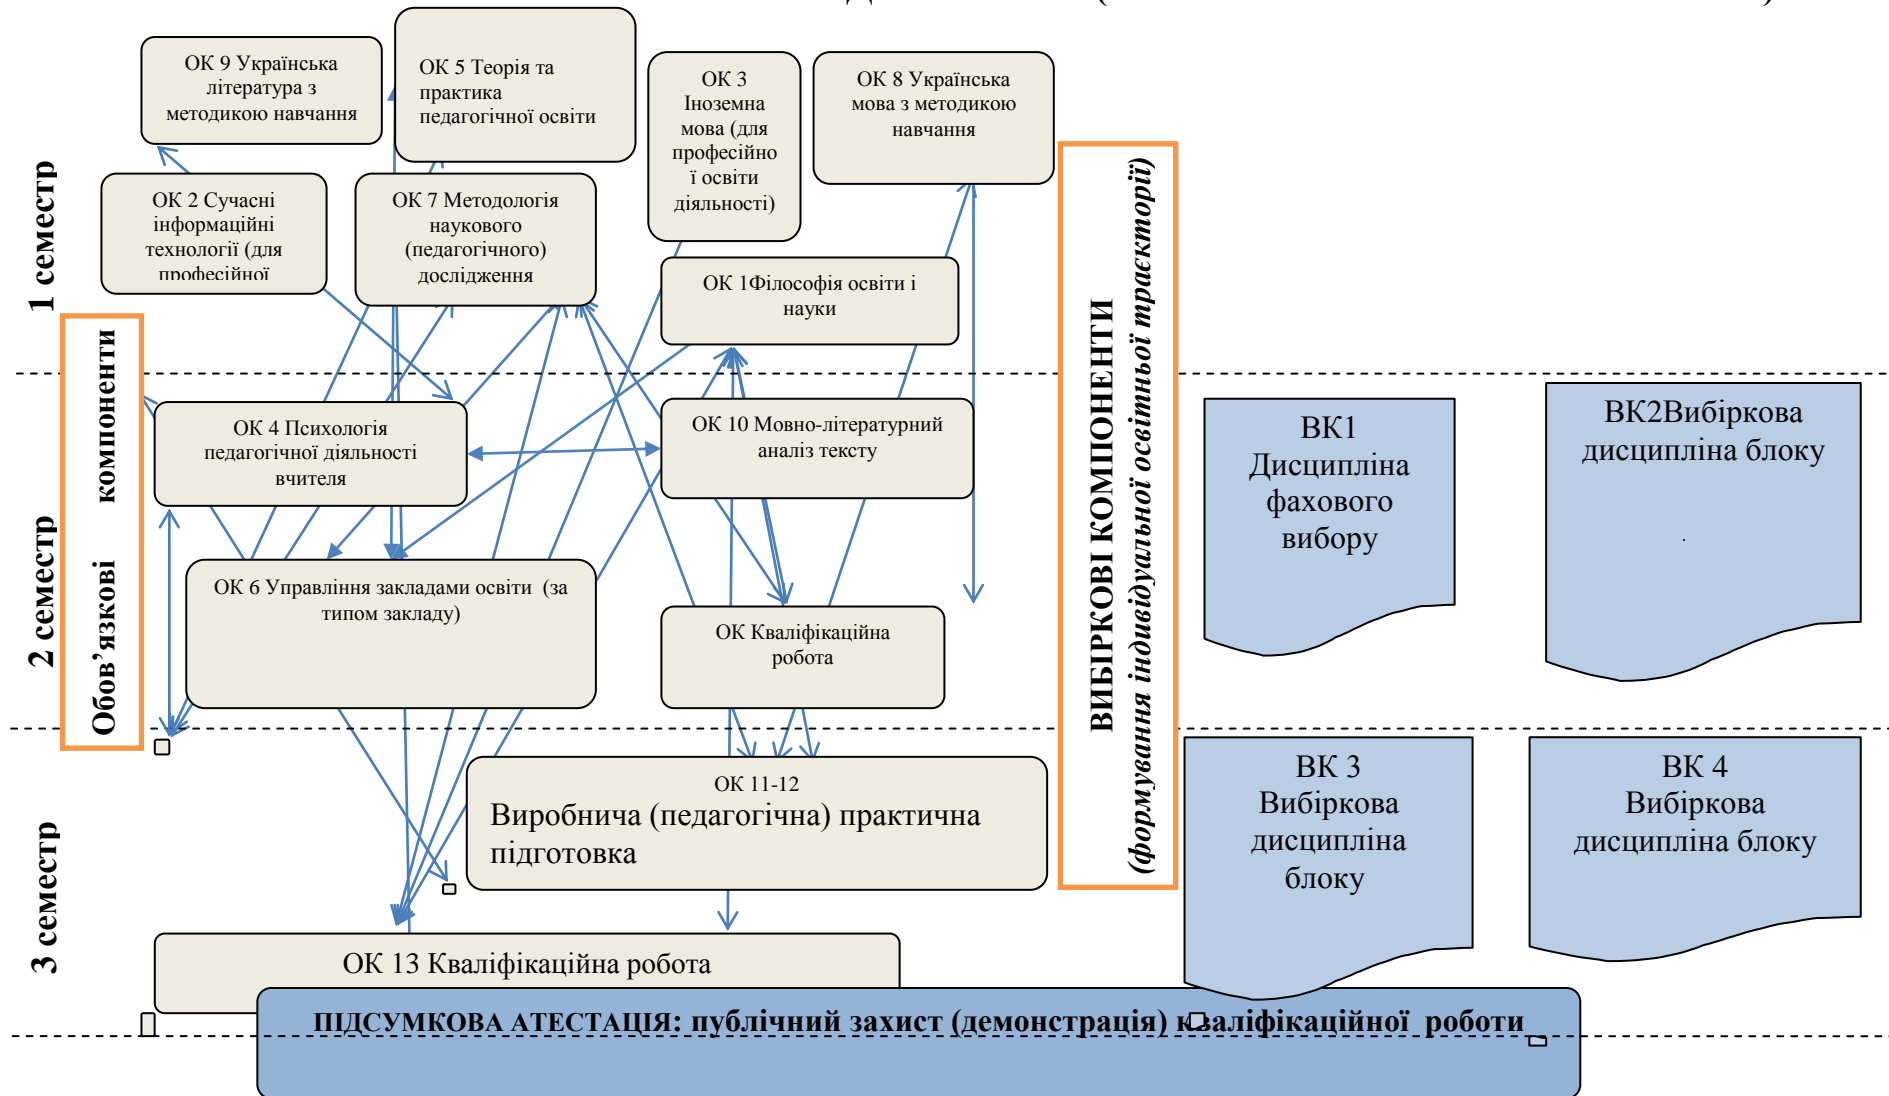 ОК 9 Українська
література з
методикою навчання
ОК 5 Теорія та
практика
педагогічної освіти
ОК 3
Іноземна
мова (для
професійно
ї освіти
діяльності)
ОК 8 Українська
мова з методикою
навчання
1 семестр
ОК 2 Сучасні
інформаційні
технології (для
професійної
ОК 7 Методологія
наукового
(педагогічного)
дослідження
ОК 1Філософія освіти і
науки
ВИБІРКОВІ КОМПОНЕНТИ
(формування індивідуальної освітньої траєкторії)
Обов’язкові компоненти
2 семестр
ОК 4 Психологія
педагогічної діяльності
вчителя
ОК 10 Мовно-літературний
аналіз тексту
ВК1
Дисципліна
фахового
вибору
ВК2Вибіркова
дисципліна блоку
.
ОК 6 Управління закладами освіти (за
типом закладу)
ОК Кваліфікаційна
робота
3 семестр
ОК 11-12
Виробнича (педагогічна) практична
підготовка
ВК 3
Вибіркова
дисципліна
блоку
ВК 4
Вибіркова
дисципліна блоку
ОК 13 Кваліфікаційна робота
ПІДСУМКОВА АТЕСТАЦІЯ: публічний захист (демонстрація) кваліфікаційної роботи